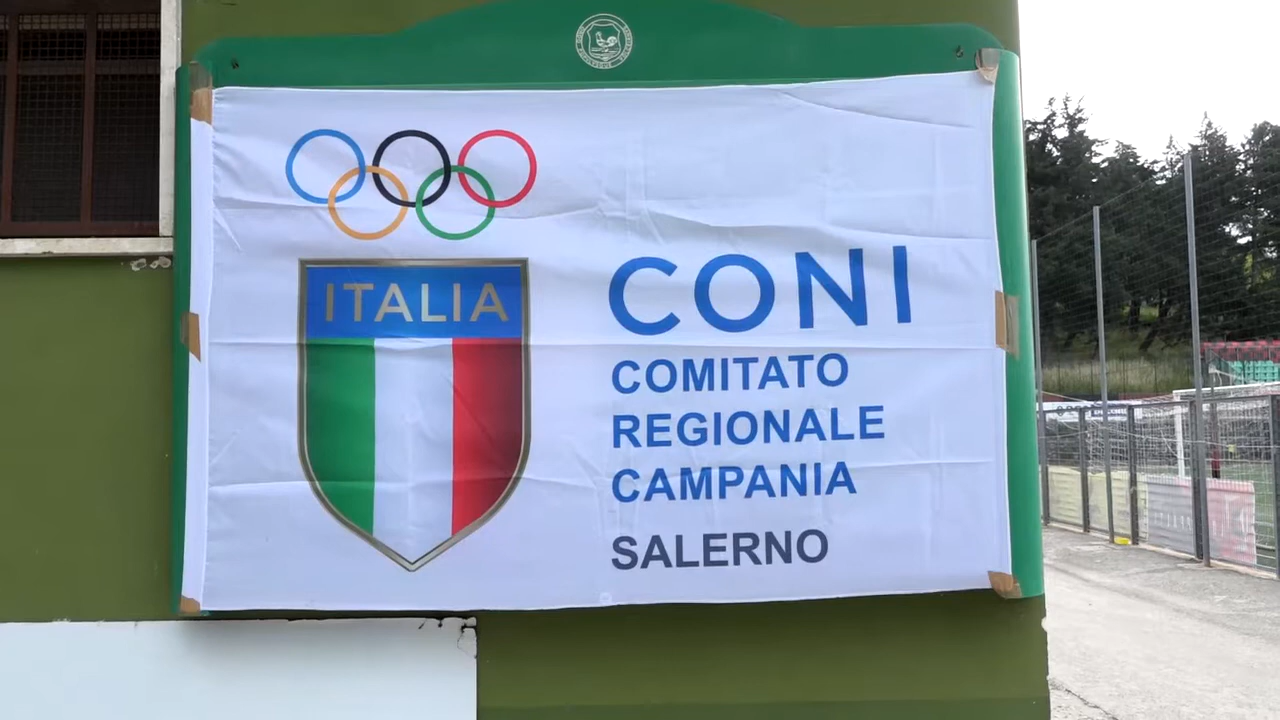 ITALIA
CONI
COMITATO
REGIONALE
CAMPANIA
SALERNO